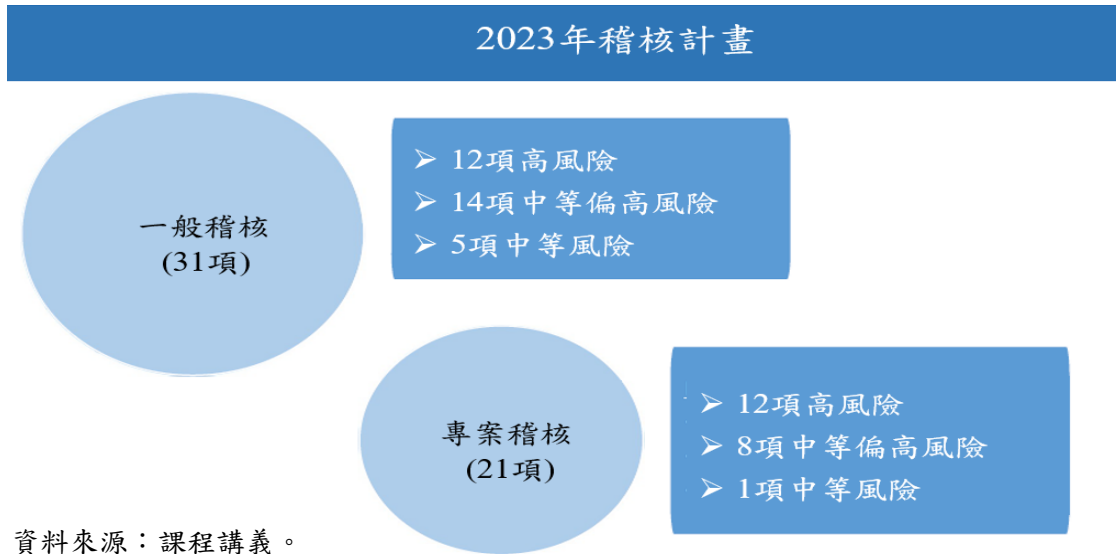 2023年稽核計畫
一般稽核
(31項)
➢ 12項高風險
➢ 14項中等偏高風險
➢ 5項中等風險
專案稽核
(21項)
➢ 12項高風險
➢ 8項中等偏高風險
➢ 1項中等風險
資料來源：課程講義。